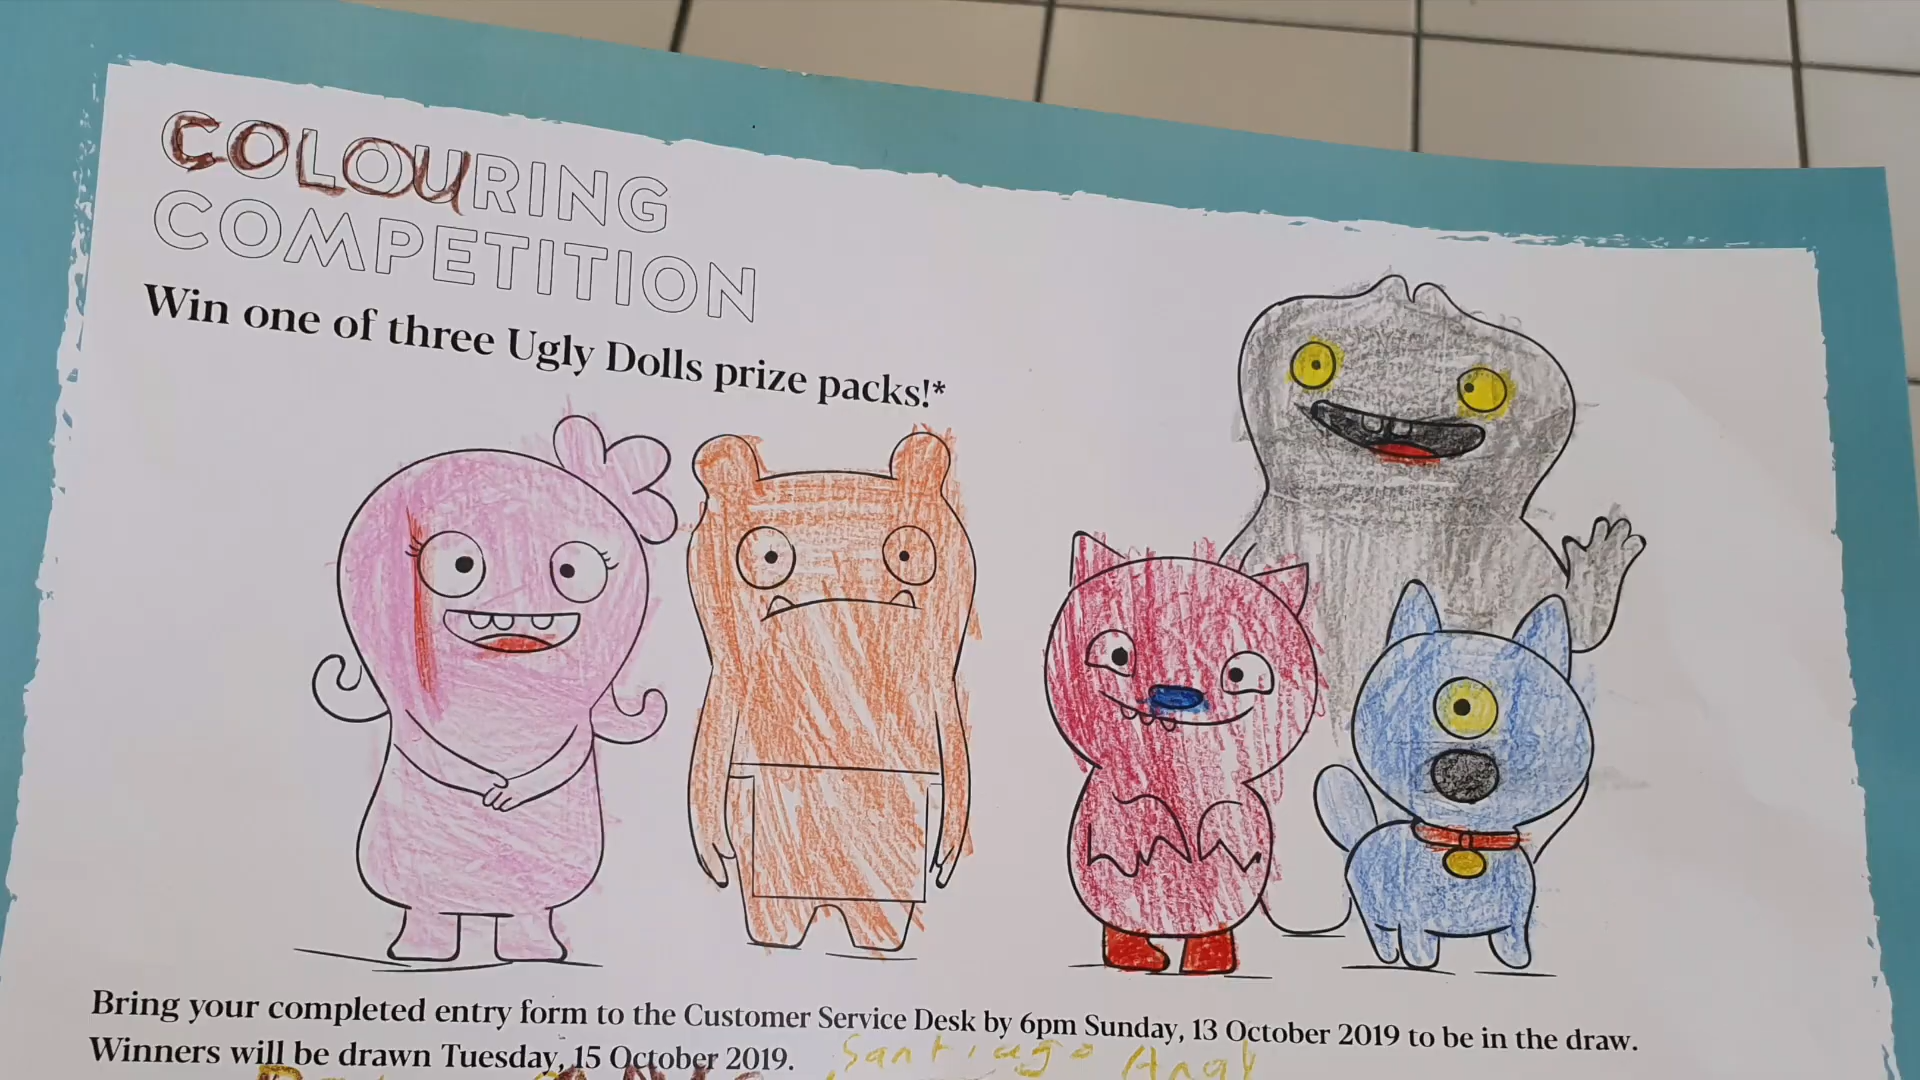 COLOURING
COMPETITION
Win one of three Ugly Dolls prize packs!*
Bring your completed entry form to the Customer Service Desk by 6pm Sunday, 13 October 2019 to be in the draw.
Winners will be drawn Tuesday, 15 October 2019.
Santiago